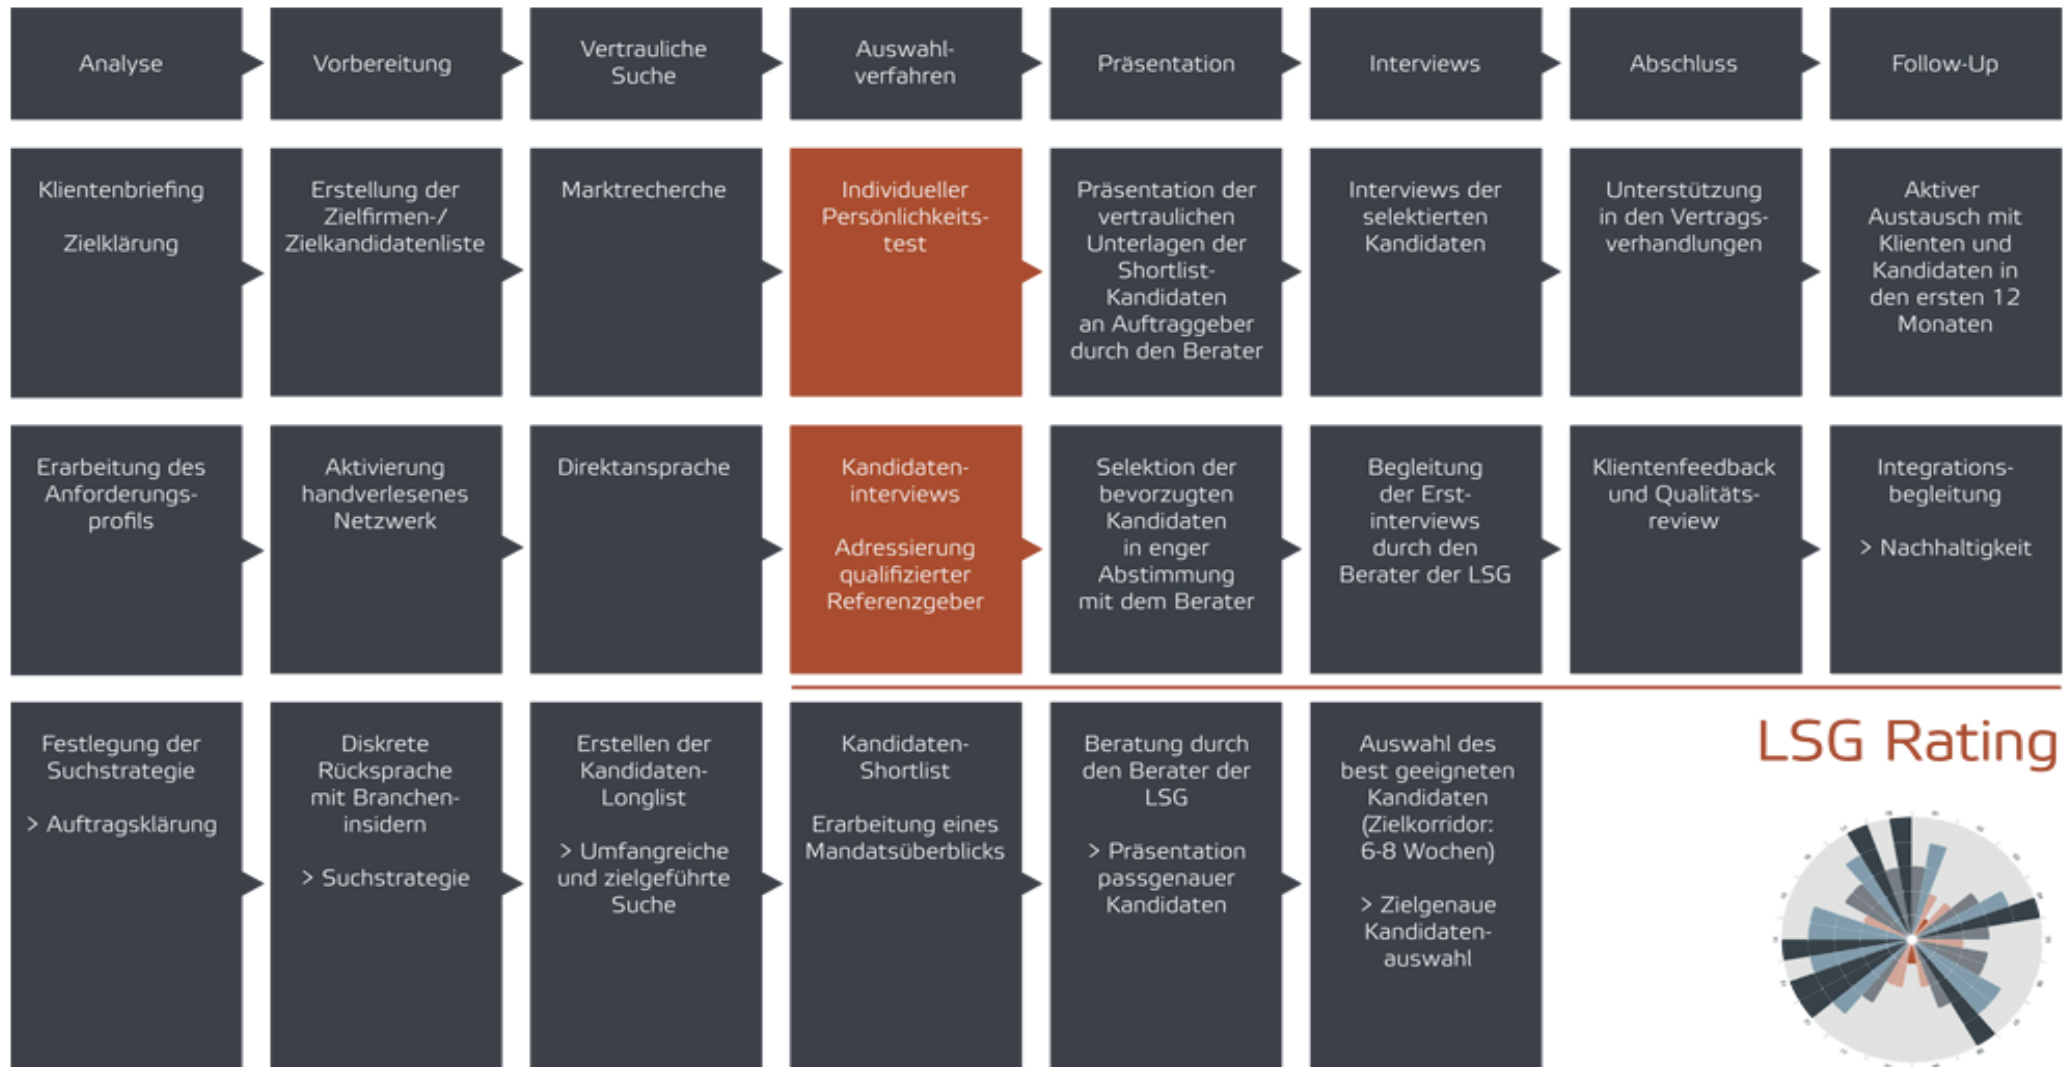 Analyse
Vorbereitung
Vertrauliche
Suche
Auswahl-
verfahren
Präsentation
Interviews
Abschluss
Follow-Up
Klientenbriefing
Zielklärung
Erstellung der
Zielfirmen-/
Zielkandidatenliste
Marktrecherche
Individueller
Persönlichkeits-
test
Präsentation der
vertraulichen
Unterlagen der
Shortlist-
Kandidaten
an Auftraggeber
durch den Berater
Interviews der
selektierten
Kandidaten
Unterstützung
in den Vertrags-
verhandlungen
Aktiver
Austausch mit
Klienten und
Kandidaten in
den ersten 12
Monaten
Erarbeitung des
Anforderungs-
profils
Aktivierung
handverlesenes
Netzwerk
Direktansprache
Kandidaten-
interviews
Adressierung
qualifizierter
Referenzgeber
Selektion der
bevorzugten
Kandidaten
in enger
Abstimmung
mit dem Berater
Begleitung
der Erst-
interviews
durch den
Berater der LSG
Klientenfeedback
und Qualitäts-
review
Integrations-
begleitung
> Nachhaltigkeit
Festlegung der
Suchstrategie
> Auftragsklärung
Diskrete
Rücksprache
mit Branchen-
insidern
> Suchstrategie
Erstellen der
Kandidaten-
Longlist
> Umfangreiche
und zielgeführte
Suche
Kandidaten-
Shortlist
Erarbeitung eines
Mandatsüberblicks
Beratung durch
den Berater der
LSG
> Präsentation
passgenauer
Kandidaten
Auswahl des
best geeigneten
Kandidaten
(Zielkorridor:
6-8 Wochen)
> Zielgenaue
Kandidaten-
auswahl
LSG Rating